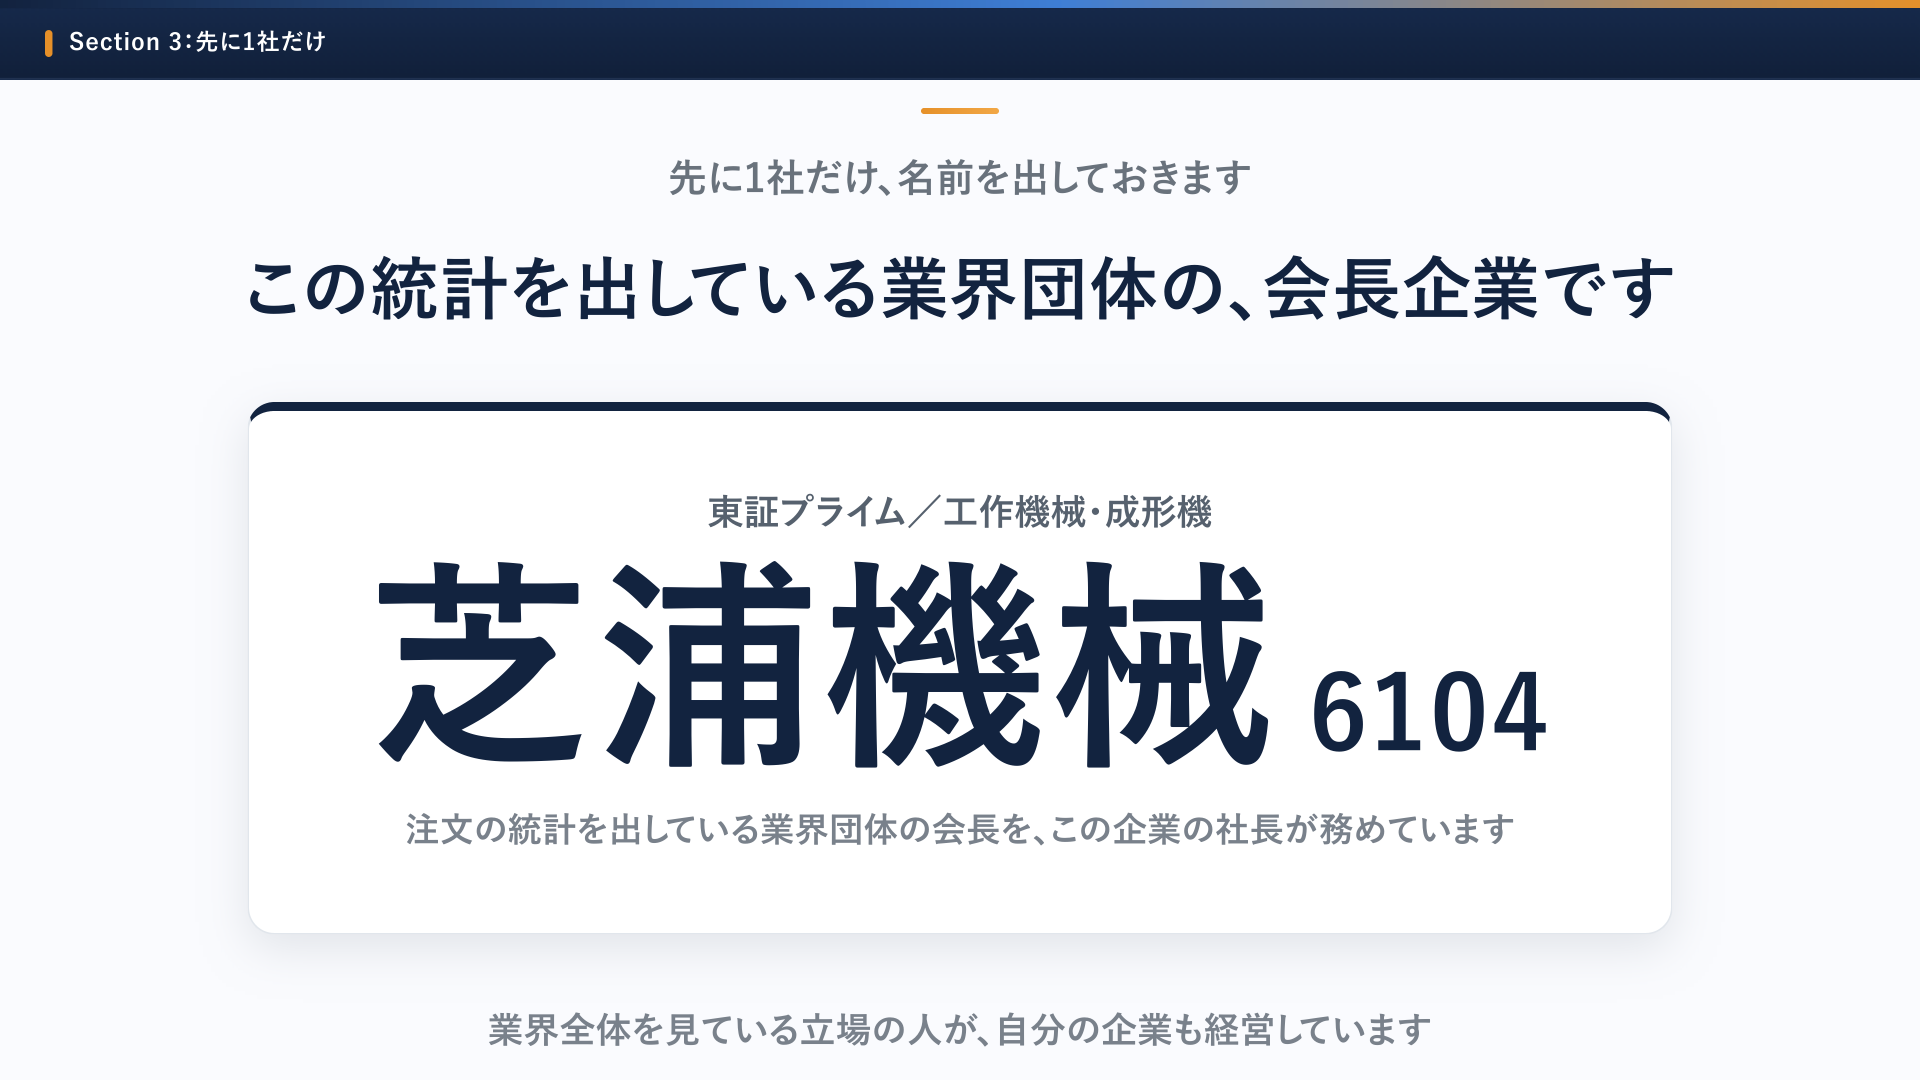 Section 3：先に1社だけ
先に1社だけ、名前を出しておきます
この統計を出している業界団体の、会長企業です
東証プライム／工作機械・成形機
芝浦機械 6104
注文の統計を出している業界団体の会長を、この企業の社長が務めています
業界全体を見ている立場の人が、自分の企業も経営しています